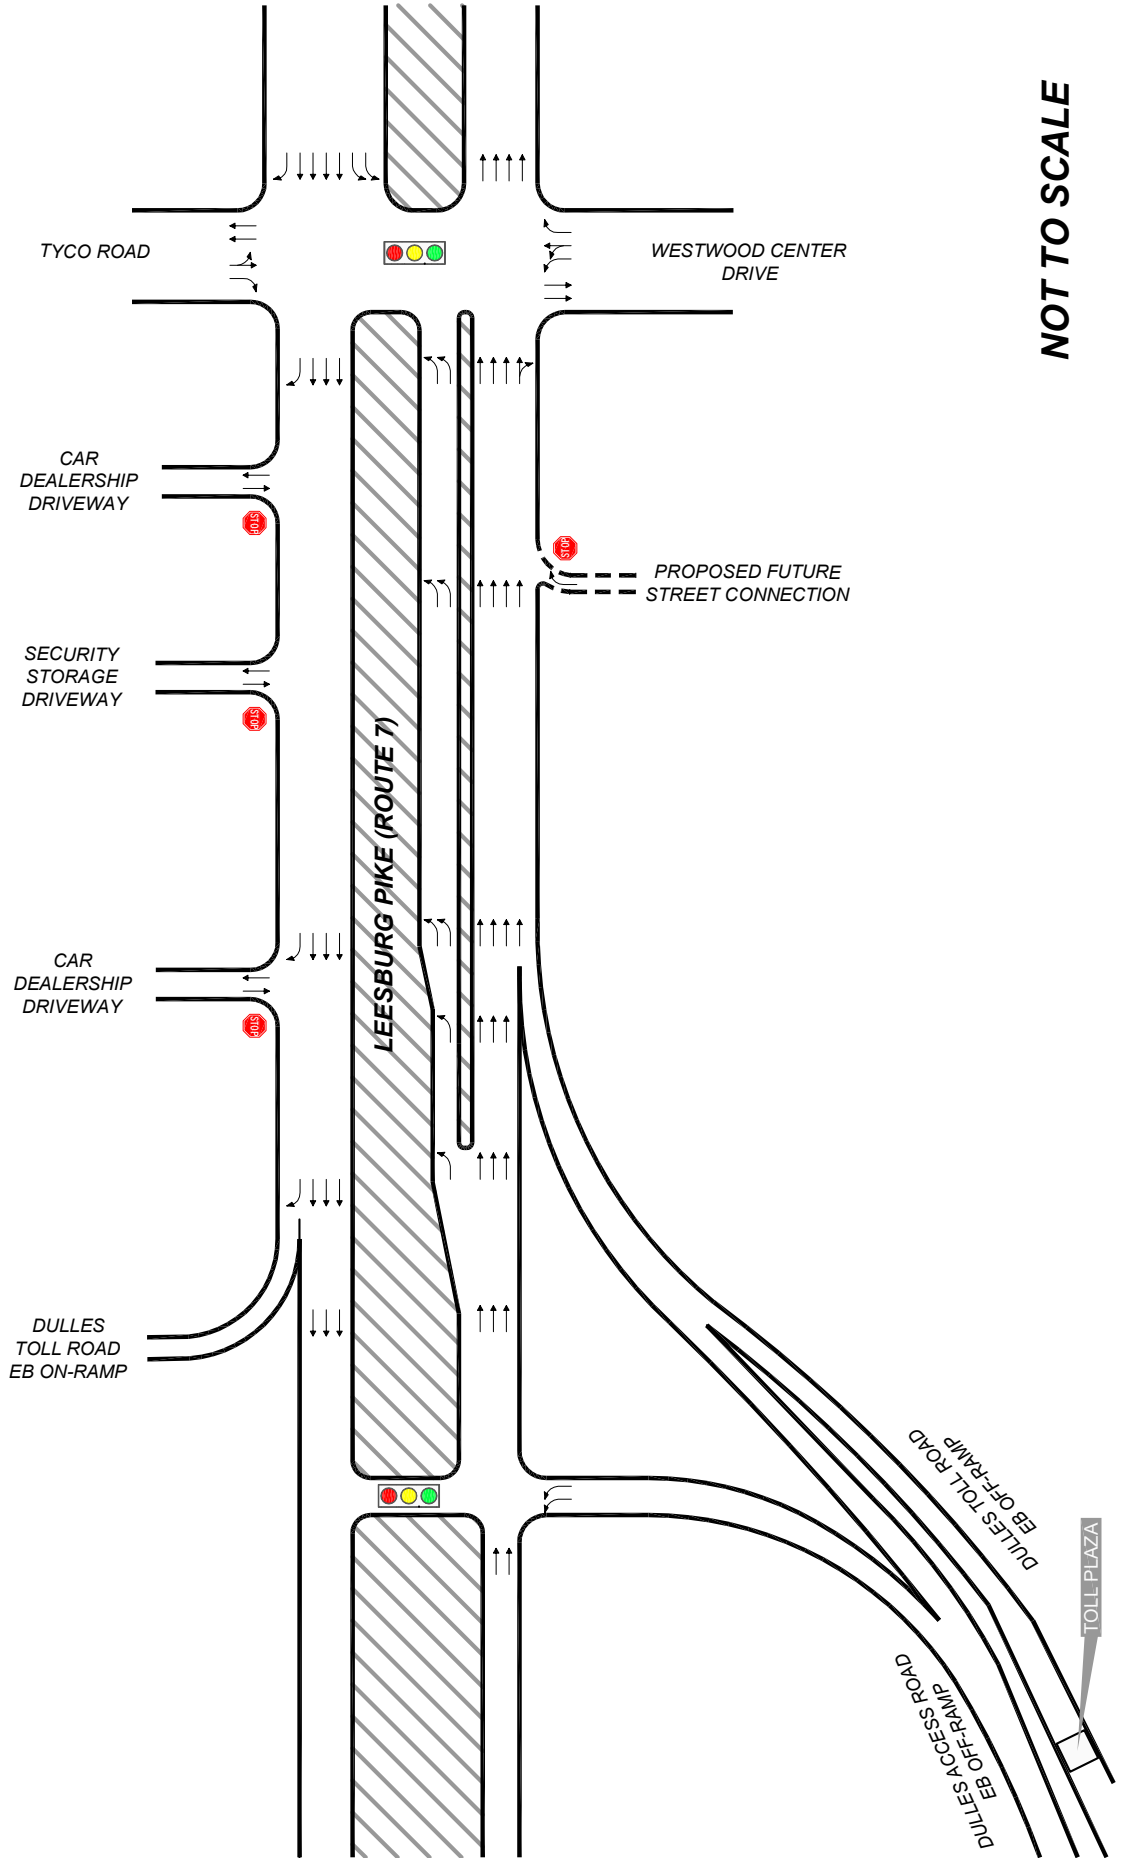 NOT TO SCALE
TYCO ROAD
WESTWOOD CENTER
DRIVE
CAR
DEALERSHIP
DRIVEWAY
STOP
STOP
PROPOSED FUTURE
STREET CONNECTION
SECURITY
STORAGE
DRIVEWAY
STOP
LEESBURG PIKE (ROUTE 7)
CAR
DEALERSHIP
DRIVEWAY
STOP
DULLES
TOLL ROAD
EB ON-RAMP
DULLES TOLL ROAD
EB OFF-RAMP
TOLL PLAZA
DULLES ACCESS ROAD
EB OFF-RAMP